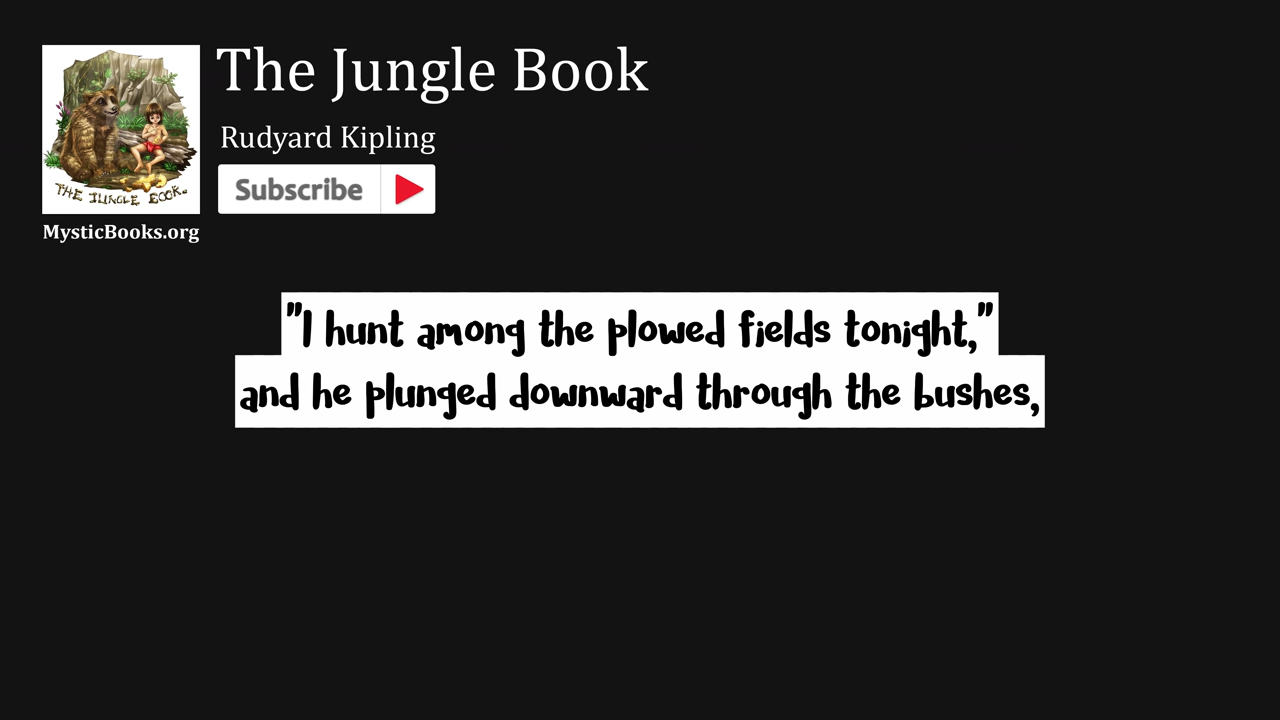 The Jungle Book
Rudyard Kipling
Subscribe
THE JUNGLE BOOK.
MysticBooks.org
"I hunt among the plowed fields tonight,"
and he plunged downward through the bushes,